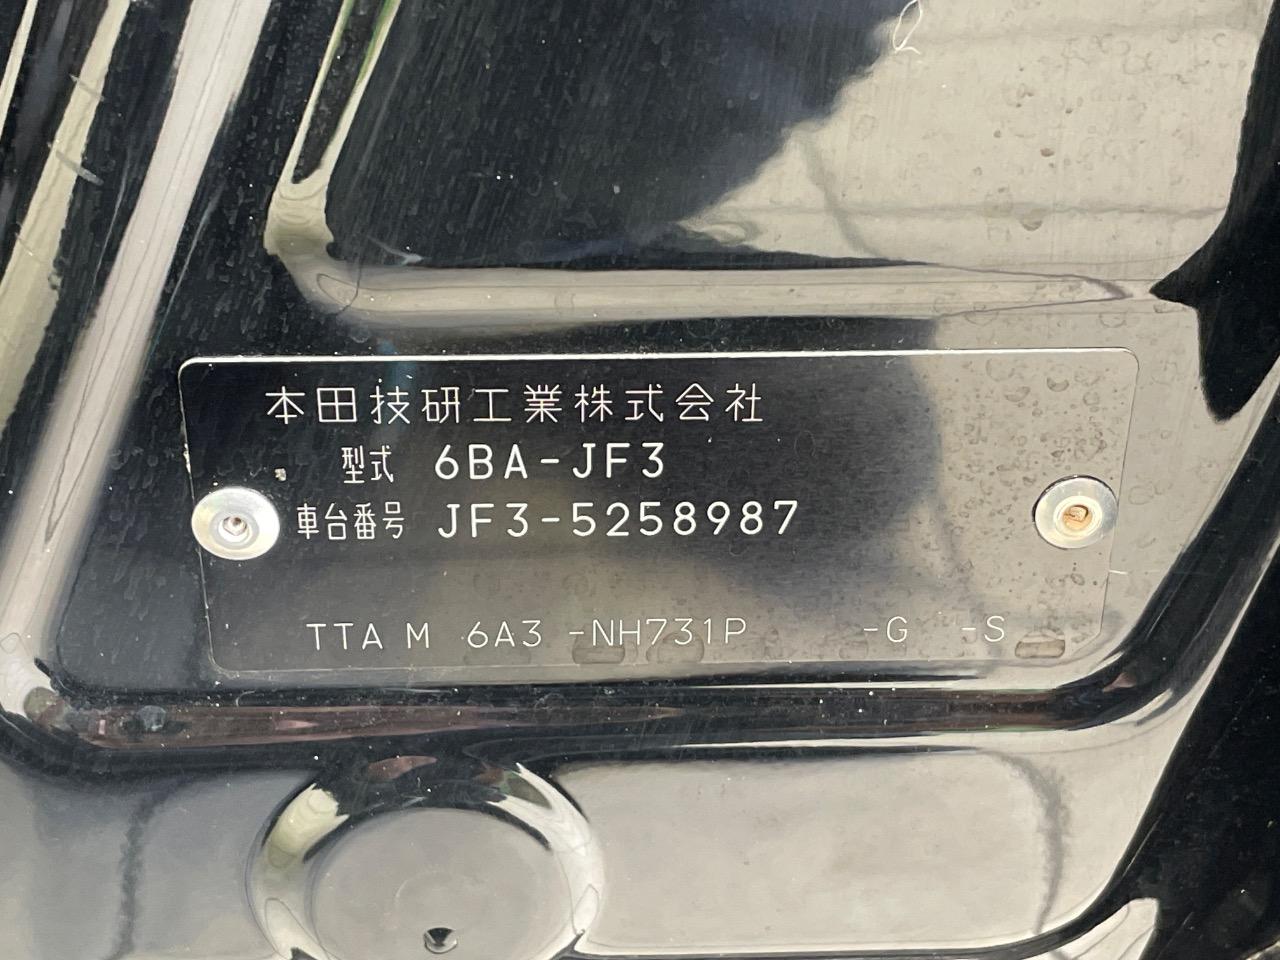 本田技研工業株式会社
型式 6BA-JF3
車台番号 JF3-5258987
TTA M 6A3 -NH731P -G -S